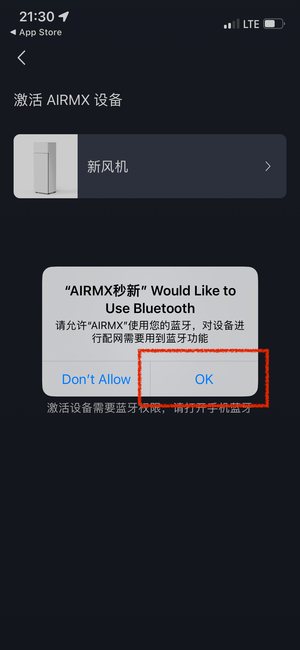 21:30
LTE
App Store
激活 AIRMX 设备
新风机
“AIRMX秒新” Would Like to
Use Bluetooth
请允许“AIRMX”使用您的蓝牙，对设备进
行配网需要用到蓝牙功能
Don't Allow
OK
激活设备需要蓝牙权限，请打开手机蓝牙